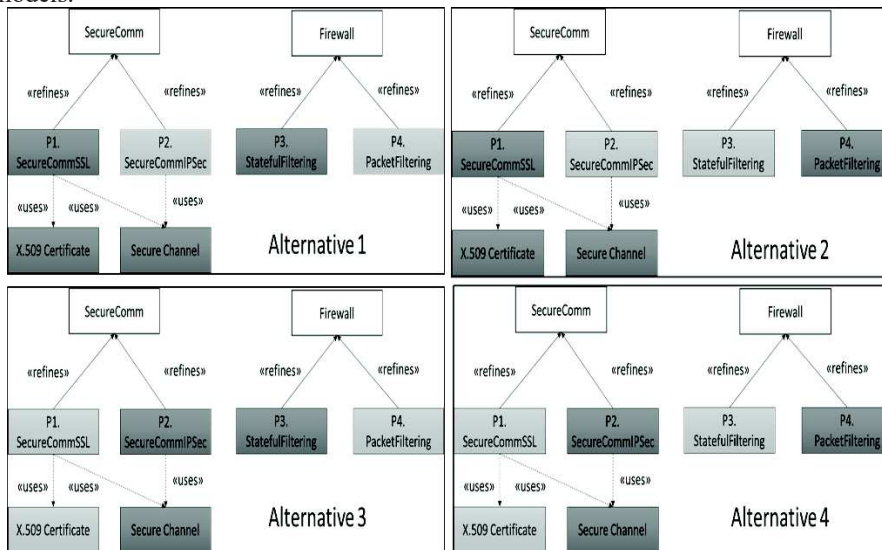 models.
SecureComm
Firewall
«refines»
«refines»
«refines»
«refines»
P1.
SecureCommSSL
P2.
SecureCommIPSec
P3.
StatefulFiltering
P4.
PacketFiltering
«uses»
«uses»
«uses»
X.509 Certificate
Secure Channel
Alternative 1
SecureComm
Firewall
«refines»
«refines»
«refines»
«refines»
P1.
SecureCommSSL
P2.
SecureCommIPSec
P3.
StatefulFiltering
P4.
PacketFiltering
«uses»
«uses»
«uses»
X.509 Certificate
Secure Channel
Alternative 2
SecureComm
Firewall
«refines»
«refines»
«refines»
«refines»
P1.
SecureCommSSL
P2.
SecureCommIPSec
P3.
StatefulFiltering
P4.
PacketFiltering
«uses»
«uses»
«uses»
X.509 Certificate
Secure Channel
Alternative 3
SecureComm
Firewall
«refines»
«refines»
«refines»
«refines»
P1.
SecureCommSSL
P2.
SecureCommIPSec
P3.
StatefulFiltering
P4.
PacketFiltering
«uses»
«uses»
«uses»
X.509 Certificate
Secure Channel
Alternative 4